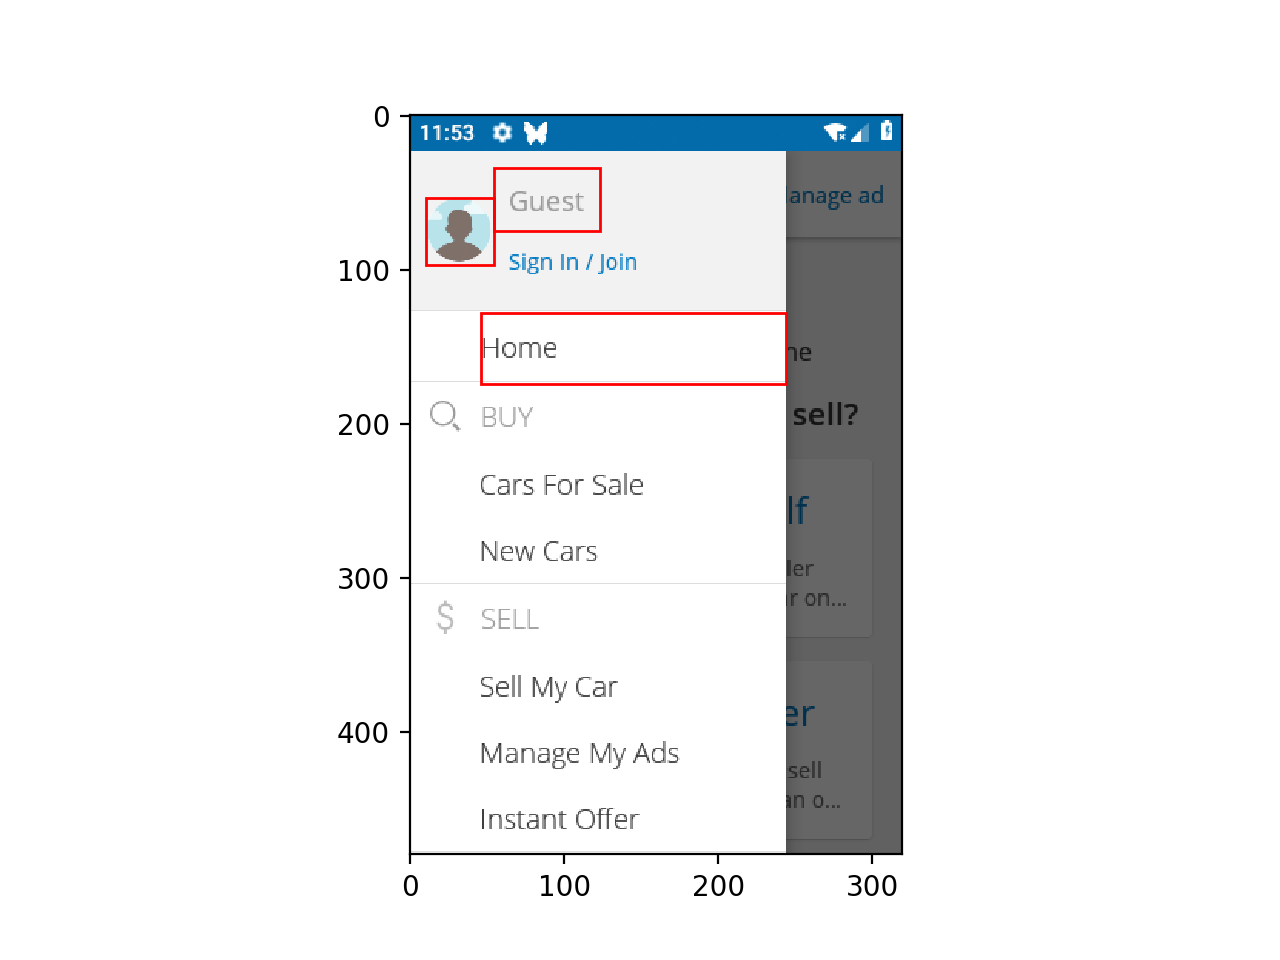 0
11:53
Guest
anage ad
Sign In / Join
100
Home
ne
200
BUY
sell?
Cars For Sale
lf
New Cars
ler
300
r on...
$ SELL
Sell My Car
er
400
Manage My Ads
sell
an o...
Instant Offer
0 100 200 300